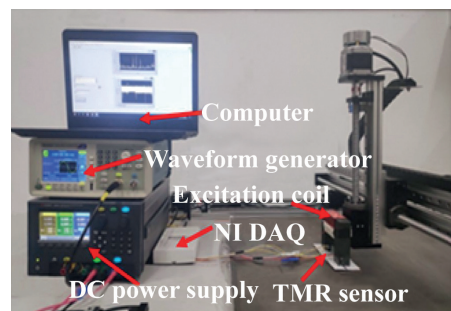 Computer
Waveform generator
Excitation coil
NI DAQ
DC power supply
TMR sensor